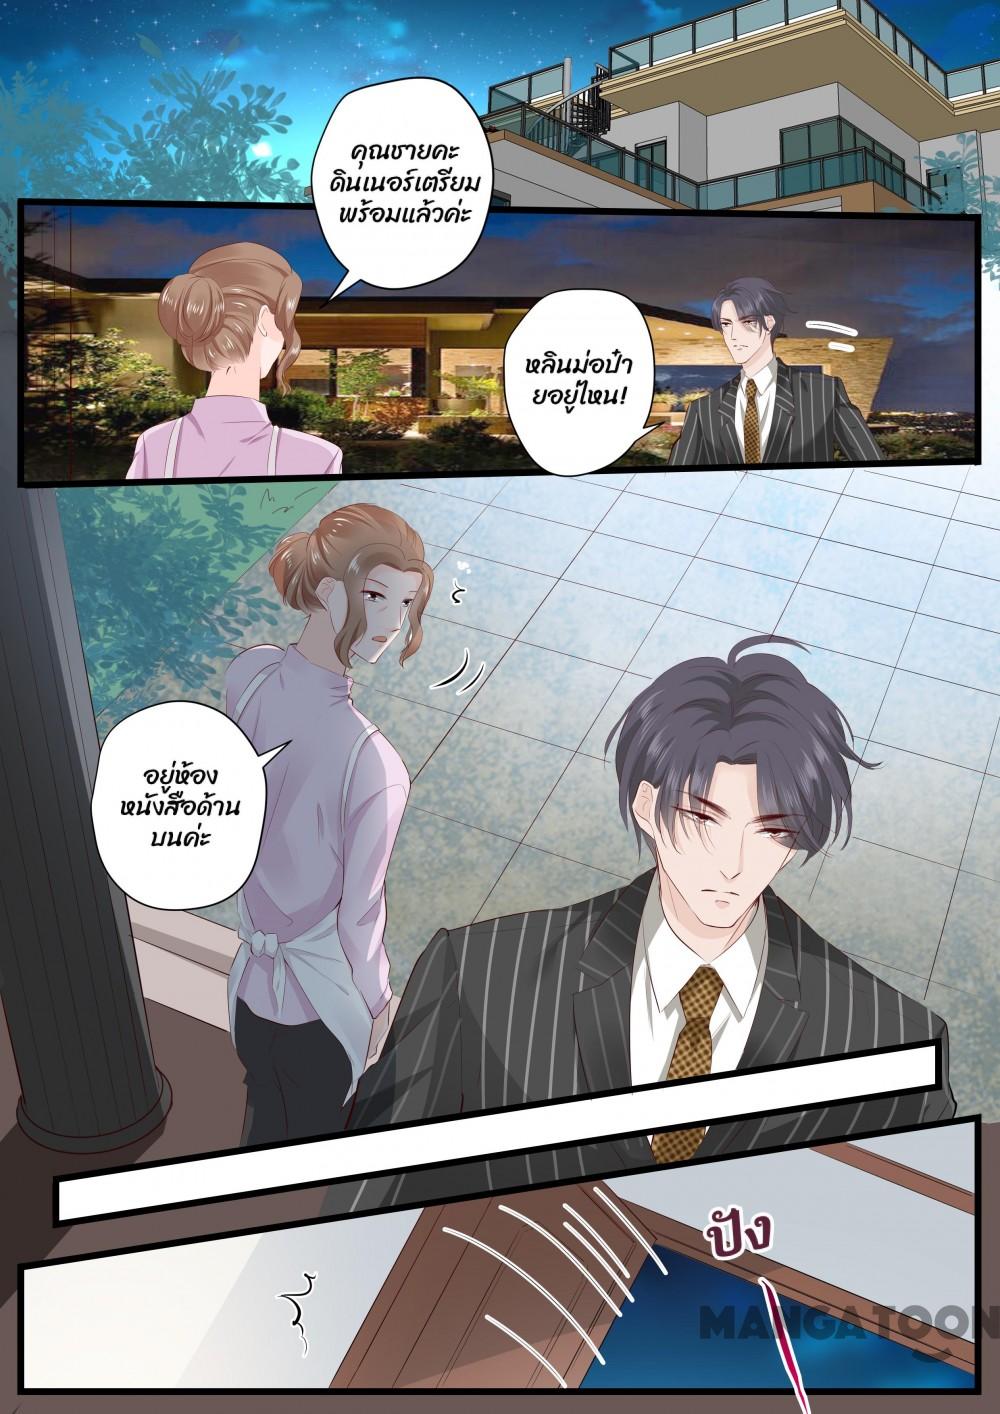 คุณชายคะ
ดินเนอร์เตรียม
พร้อมแล้วค่ะ
หลินม่อป๋า
ยอยู่ไหน!
อยู่ห้อง
หนังสือด้าน
บนค่ะ
ปัง
MANGATOON